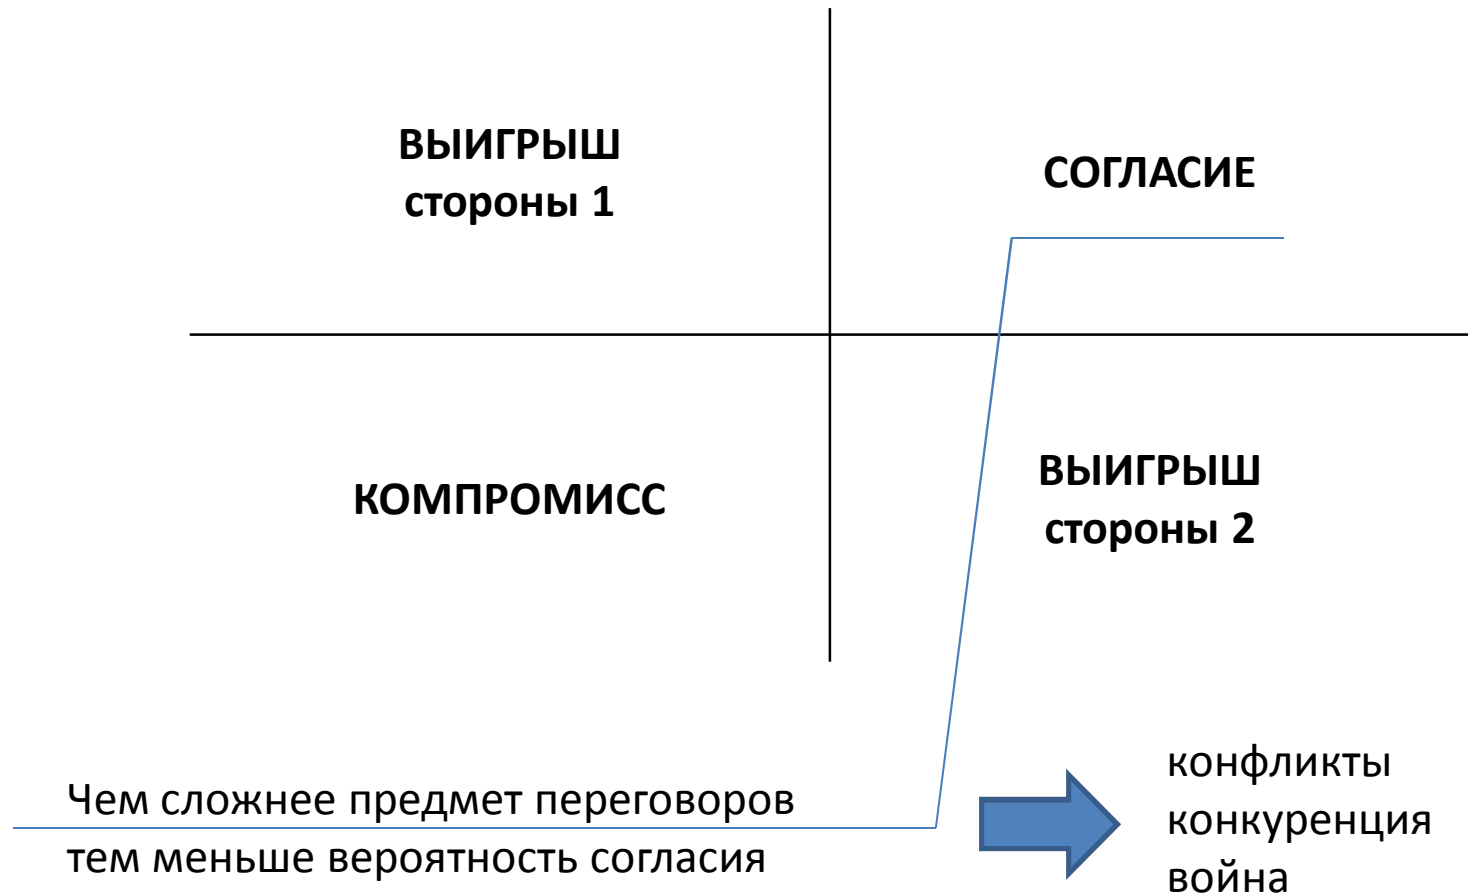 ВЫИГРЫШ
стороны 1
СОГЛАСИЕ
КОМПРОМИСС
ВЫИГРЫШ
стороны 2
Чем сложнее предмет переговоров
тем меньше вероятность согласия
конфликты
конкуренция
война